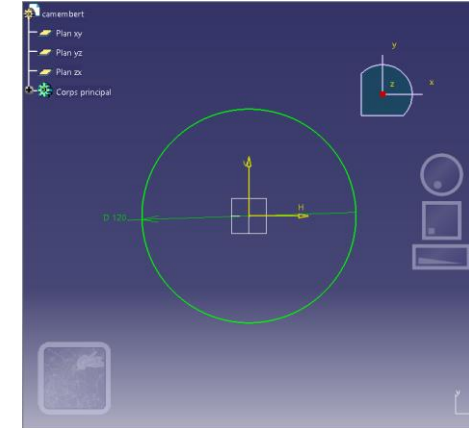 camembert
Plan xy
Plan yz
Plan zx
Corps principal
y
z
x
V
H
D 120
y